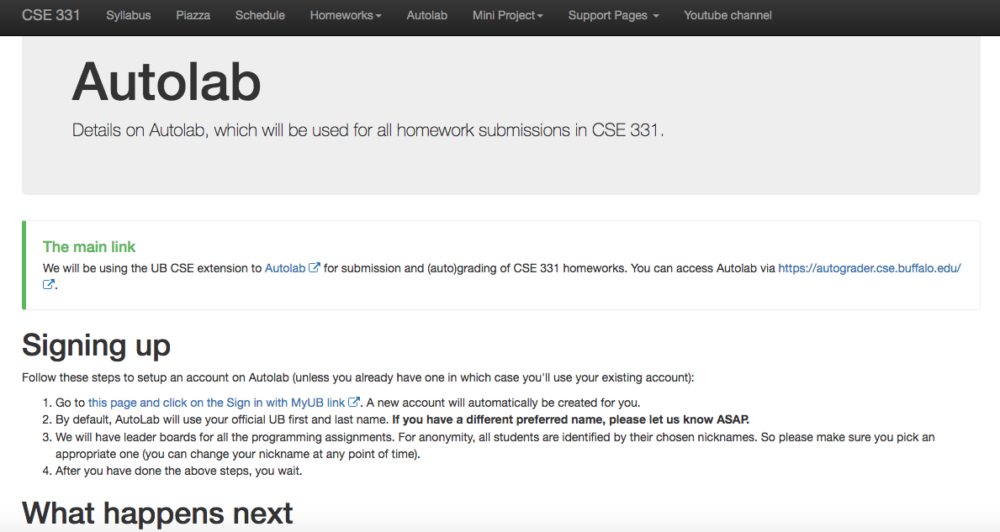 CSE 331 Syllabus Piazza Schedule Homeworks Autolab Mini Project Support Pages Youtube channel
Autolab
Details on Autolab, which will be used for all homework submissions in CSE 331.
The main link
We will be using the UB CSE extension to Autolab for submission and (auto)grading of CSE 331 homeworks. You can access Autolab via https://autograder.cse.buffalo.edu/
.
Signing up
Follow these steps to setup an account on Autolab (unless you already have one in which case you'll use your existing account):
1. Go to this page and click on the Sign in with MyUB link. A new account will automatically be created for you.
2. By default, AutoLab will use your official UB first and last name. If you have a different preferred name, please let us know ASAP.
3. We will have leader boards for all the programming assignments. For anonymity, all students are identified by their chosen nicknames. So please make sure you pick an
appropriate one (you can change your nickname at any point of time).
4. After you have done the above steps, you wait.
What happens next